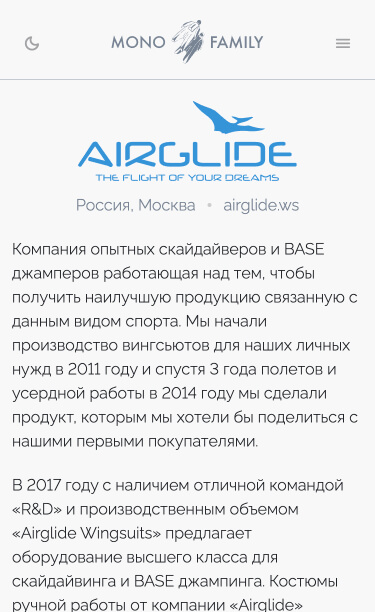 MONO FAMILY
AIRGLIDE
THE FLIGHT OF YOUR DREAMS
Россия, Москва • airglide.ws
Компания опытных скайдайверов и BASE
джамперов работающая над тем, чтобы
получить наилучшую продукцию связанную с
данным видом спорта. Мы начали
производство вингсьютов для наших личных
нужд в 2011 году и спустя 3 года полетов и
усердной работы в 2014 году мы сделали
продукт, которым мы хотели бы поделиться с
нашими первыми покупателями.
В 2017 году с наличием отличной командой
«R&D» и производственным объемом
«Airglide Wingsuits» предлагает
оборудование высшего класса для
скайдайвинга и BASE джампинга. Костюмы
ручной работы от компании «Airglide»